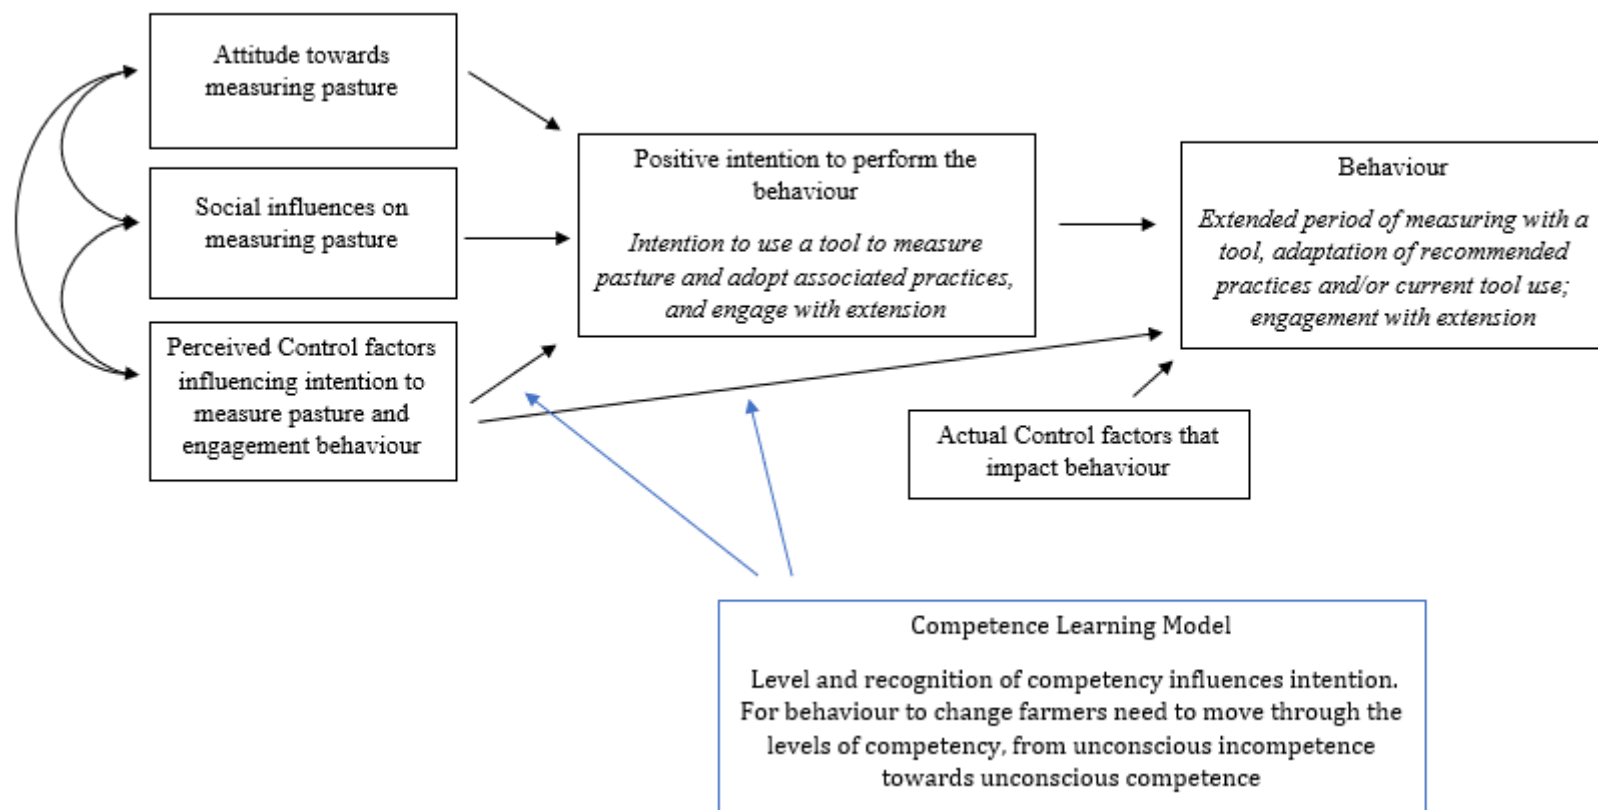 Attitude towards
measuring pasture
Social influences on
measuring pasture
Perceived Control factors
influencing intention to
measure pasture and
engagement behaviour
Positive intention to perform the
behaviour
Intention to use a tool to measure
pasture and adopt associated practices,
and engage with extension
Behaviour
Extended period of measuring with a
tool, adaptation of recommended
practices and/or current tool use;
engagement with extension
Actual Control factors that
impact behaviour
Competence Learning Model
Level and recognition of competency influences intention.
For behaviour to change farmers need to move through the
levels of competency, from unconscious incompetence
towards unconscious competence